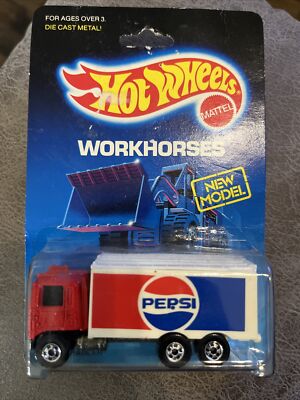 FOR AGES OVER 3.
DIE CAST METAL!
Hot Wheels
MATTEL
WORKHORSES
NEW
MODEL
PEPSI